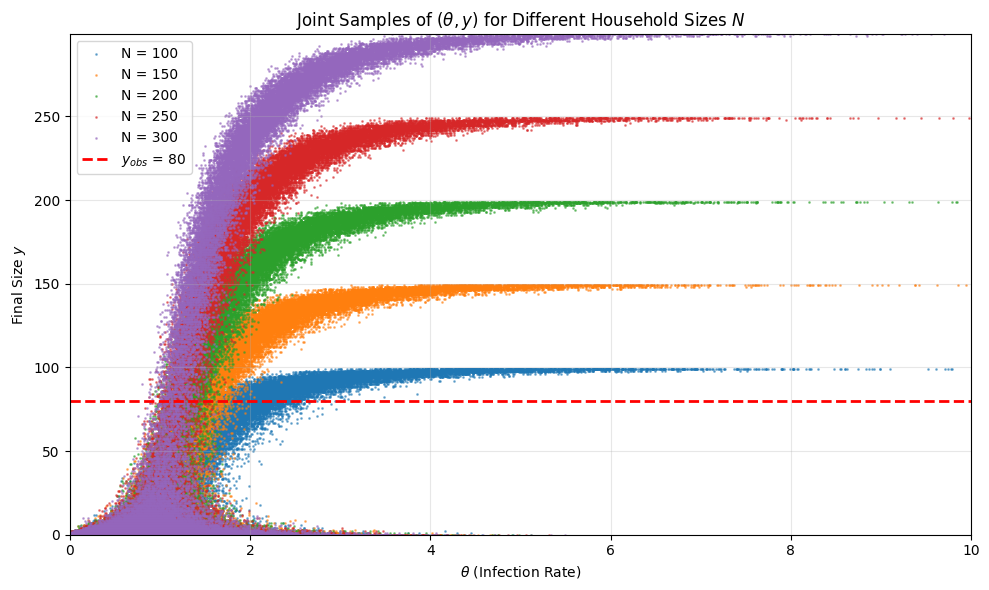 Joint Samples of (θ, y) for Different Household Sizes N
N = 100
N = 150
N = 200
N = 250
N = 300
y_obs = 80
Final Size y
250
200
150
100
50
0
0 2 4 6 8 10
θ (Infection Rate)